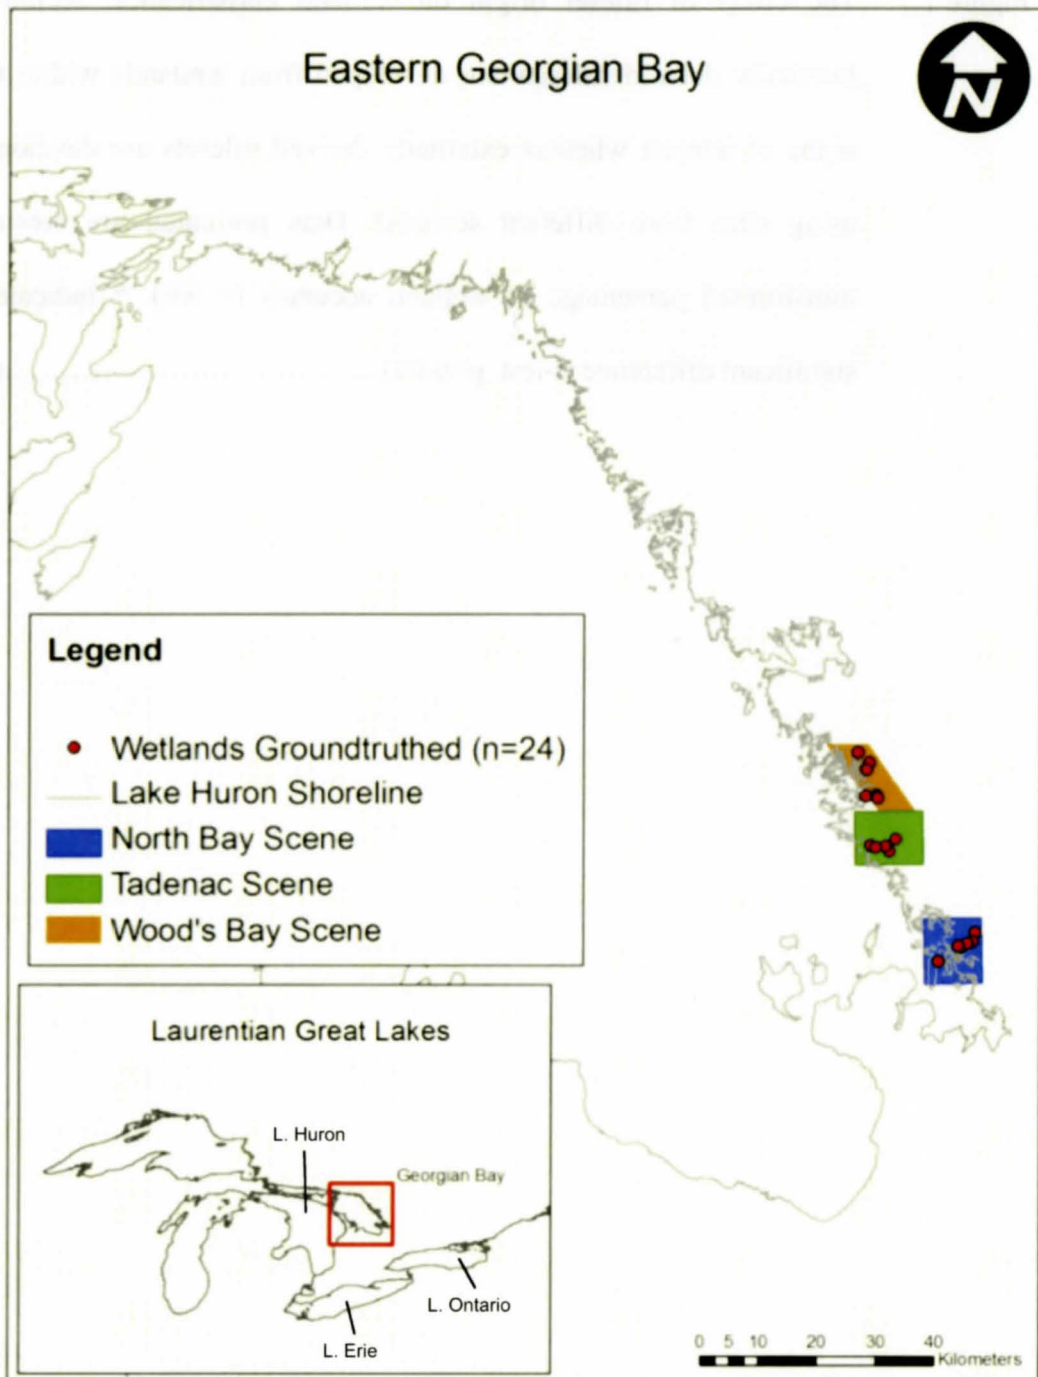 Eastern Georgian Bay
N
Legend
Wetlands Groundtruthed (n=24)
Lake Huron Shoreline
North Bay Scene
Tadenac Scene
Wood's Bay Scene
Laurentian Great Lakes
L. Huron
Georgian Bay
L. Ontario
L. Erie
0 5 10 20 30 40
Kilometers